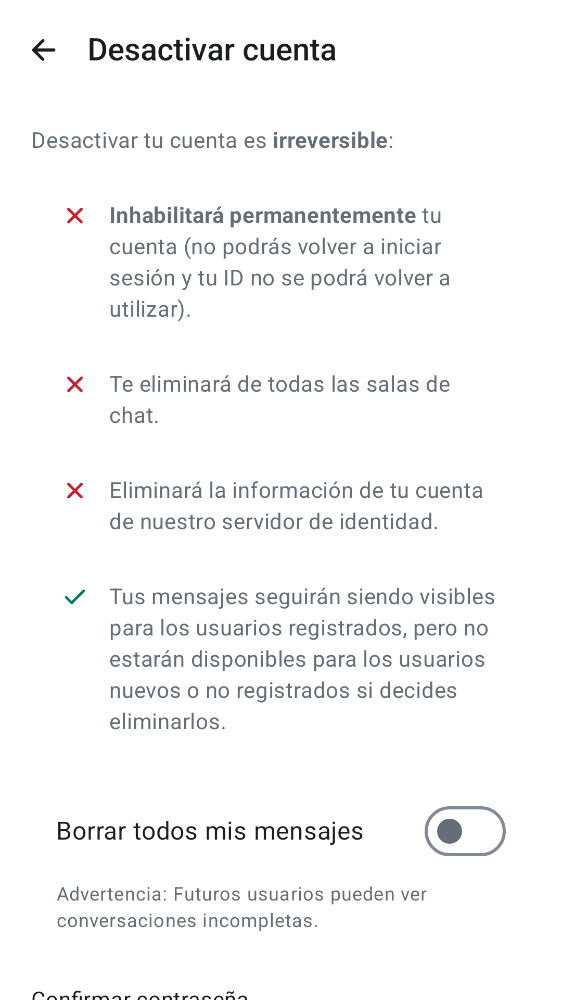 Desactivar cuenta
Desactivar tu cuenta es irreversible:
Inhabilitará permanentemente tu
cuenta (no podrás volver a iniciar
sesión y tu ID no se podrá volver a
utilizar).
Te eliminará de todas las salas de
chat.
Eliminará la información de tu cuenta
de nuestro servidor de identidad.
Tus mensajes seguirán siendo visibles
para los usuarios registrados, pero no
estarán disponibles para los usuarios
nuevos o no registrados si decides
eliminarlos.
Borrar todos mis mensajes
Advertencia: Futuros usuarios pueden ver
conversaciones incompletas.
Confirmar contraseña